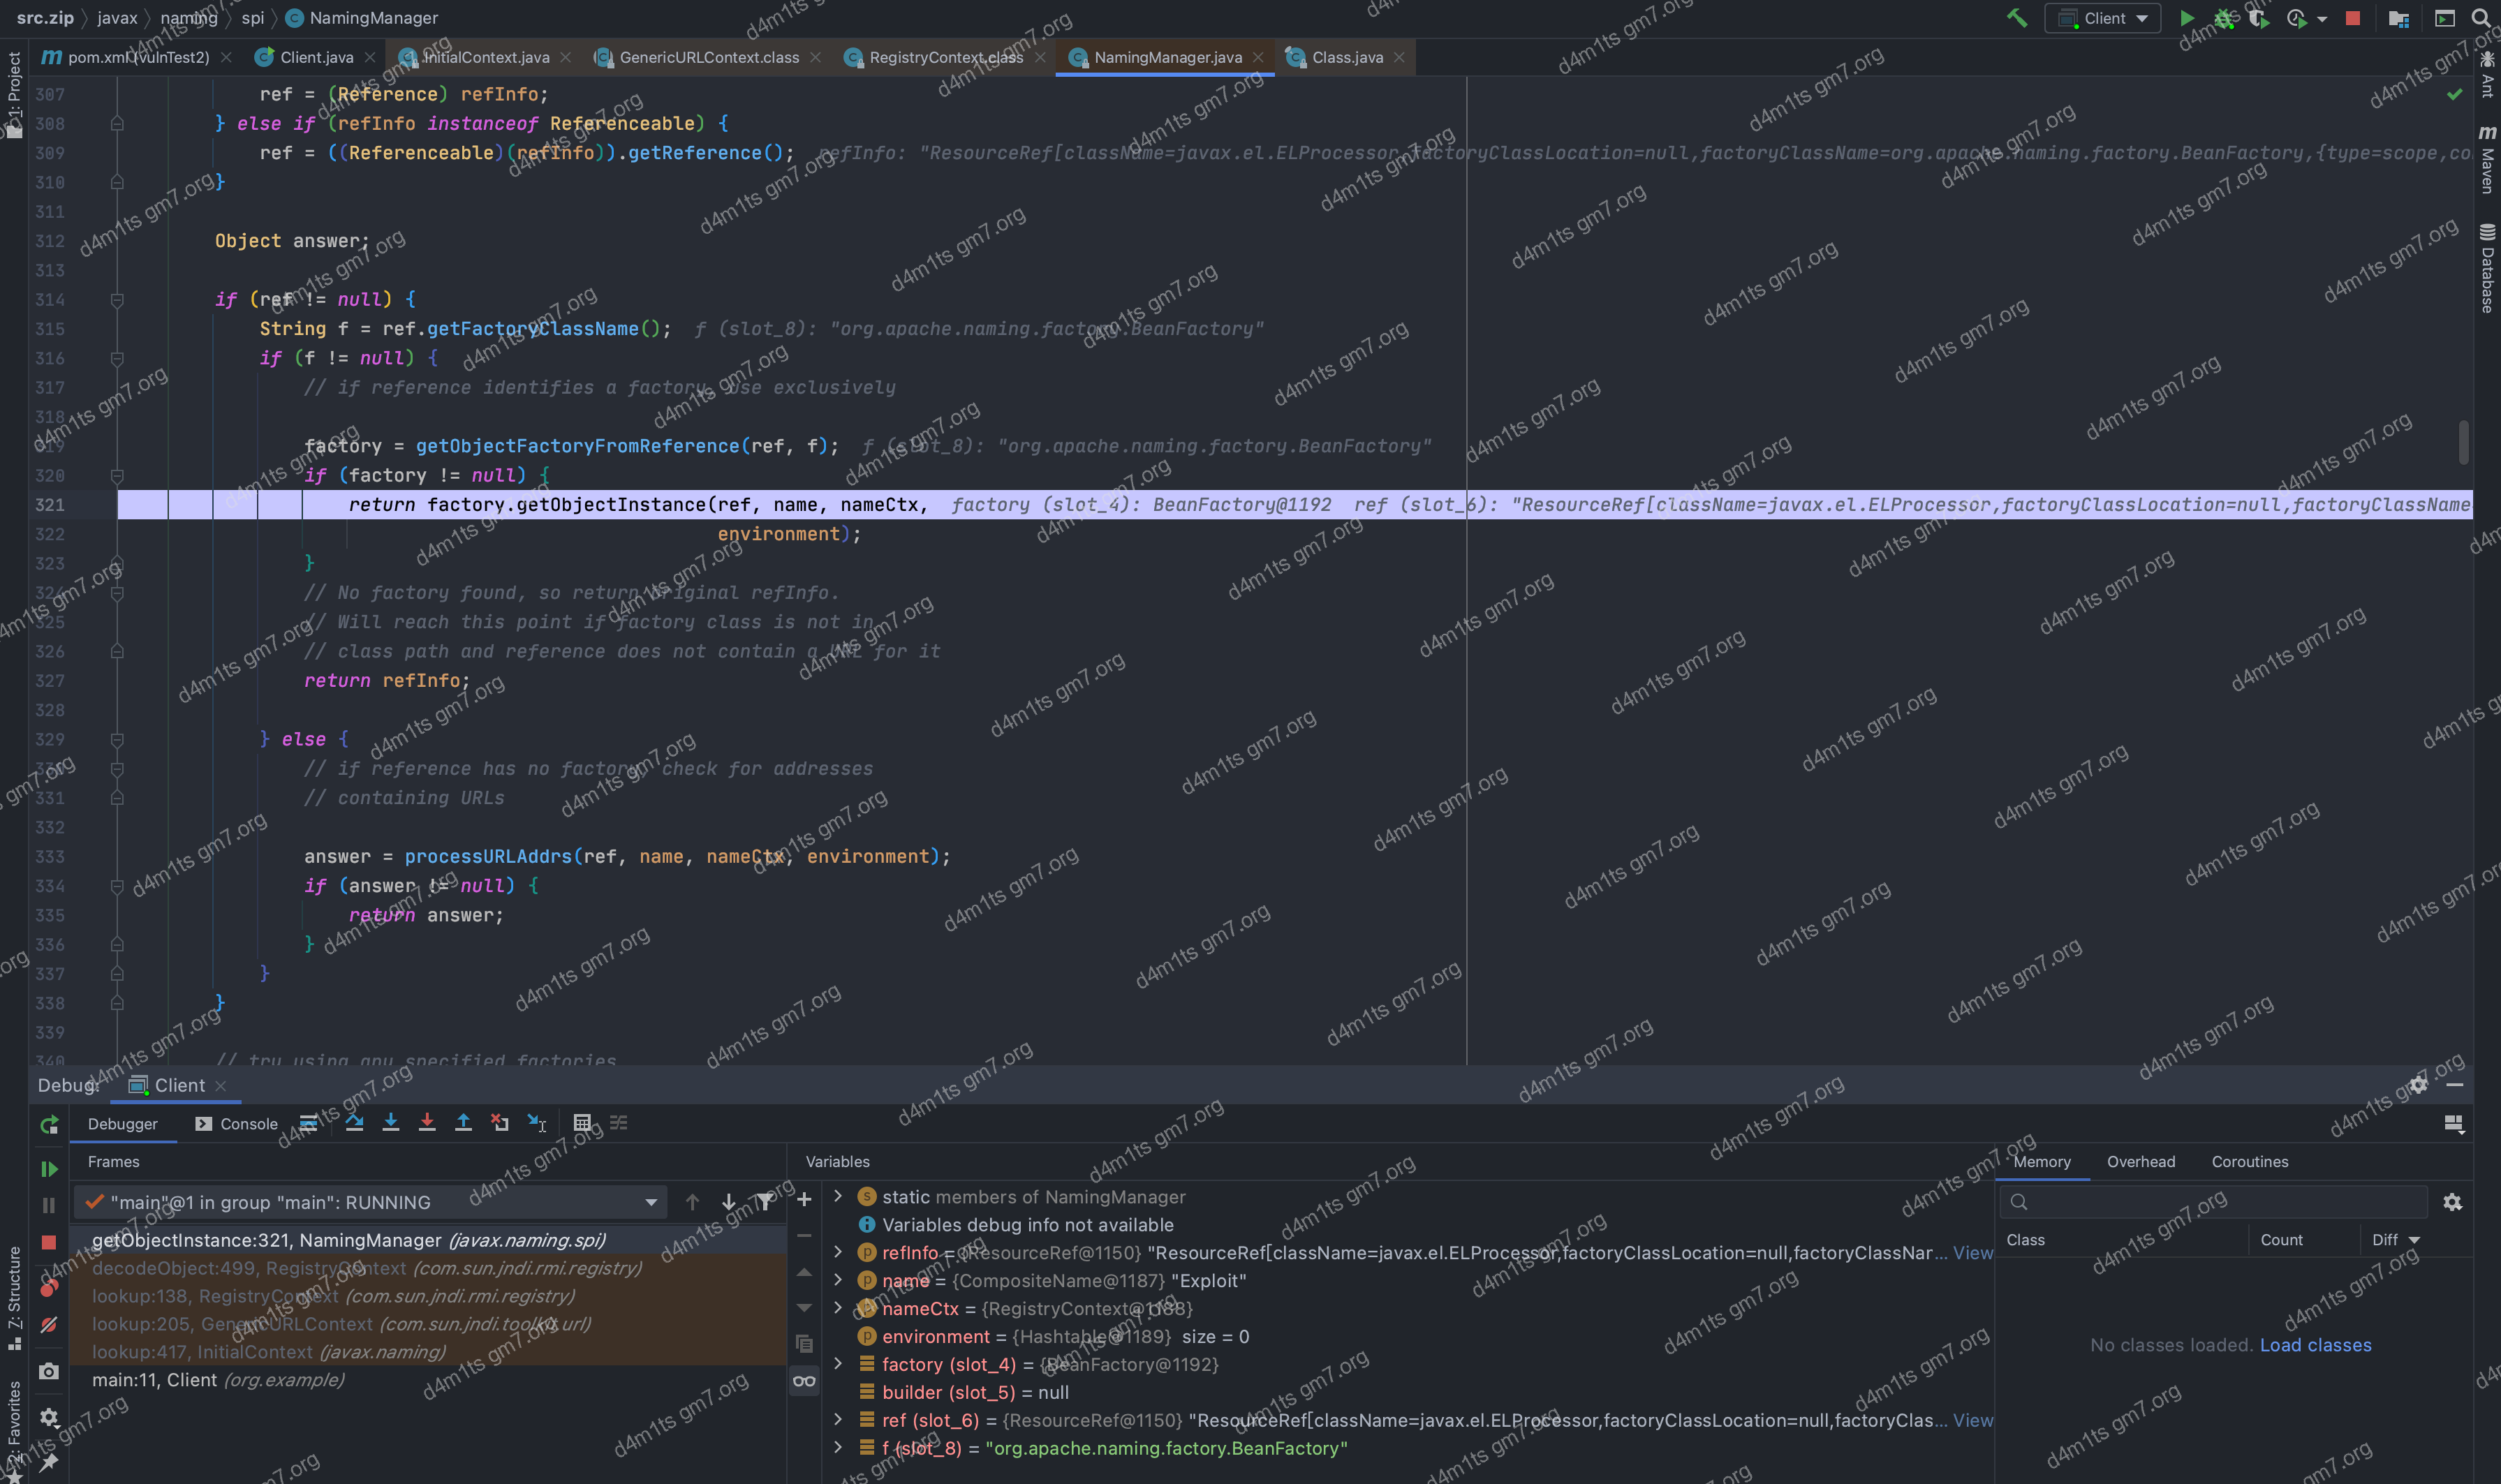 src.zip javax naming spi NamingManager Client
pom.xml (vulnTest2) Client.java InitialContext.java GenericURLContext.class RegistryContext.class NamingManager.java Class.java
1: Project
Ant
Maven
Database
307 ref = (Reference) refInfo;
308 } else if (refInfo instanceof Referenceable) {
309 ref = ((Referenceable)(refInfo)).getReference(); refInfo: "ResourceRef[className=javax.el.ELProcessor,factoryClassLocation=null,factoryClassName=org.apache.naming.factory.BeanFactory,{type=scope,co
310 }
311
312 Object answer;
313
314 if (ref != null) {
315 String f = ref.getFactoryClassName(); f (slot_8): "org.apache.naming.factory.BeanFactory"
316 if (f != null) {
317 // if reference identifies a factory, use exclusively
318
319 factory = getObjectFactoryFromReference(ref, f); f (slot_8): "org.apache.naming.factory.BeanFactory"
320 if (factory != null) {
321 return factory.getObjectInstance(ref, name, nameCtx, factory (slot_4): BeanFactory@1192 ref (slot_6): "ResourceRef[className=javax.el.ELProcessor,factoryClassLocation=null,factoryClassName
322 environment);
323 }
324 // No factory found, so return original refInfo.
325 // Will reach this point if factory class is not in
326 // class path and reference does not contain a URL for it
327 return refInfo;
328
329 } else {
330 // if reference has no factory, check for addresses
331 // containing URLs
332
333 answer = processURLAddrs(ref, name, nameCtx, environment);
334 if (answer != null) {
335 return answer;
336 }
337 }
338 }
339
340 // try using any specified factories
Debug: Client
Debugger Console
Frames
"main"@1 in group "main": RUNNING
getObjectInstance:321, NamingManager (javax.naming.spi)
decodeObject:499, RegistryContext (com.sun.jndi.rmi.registry)
lookup:138, RegistryContext (com.sun.jndi.rmi.registry)
lookup:205, GenericURLContext (com.sun.jndi.toolkit.url)
lookup:417, InitialContext (javax.naming)
main:11, Client (org.example)
Variables
static members of NamingManager
Variables debug info not available
refInfo = {ResourceRef@1150} "ResourceRef[className=javax.el.ELProcessor,factoryClassLocation=null,factoryClassNar... View
name = {CompositeName@1187} "Exploit"
nameCtx = {RegistryContext@1188}
environment = {Hashtable@1189} size = 0
factory (slot_4) = {BeanFactory@1192}
builder (slot_5) = null
ref (slot_6) = {ResourceRef@1150} "ResourceRef[className=javax.el.ELProcessor,factoryClassLocation=null,factoryClas... View
f (slot_8) = "org.apache.naming.factory.BeanFactory"
Memory Overhead Coroutines
Class Count Diff
No classes loaded. Load classes
7: Structure
2: Favorites
d4m1ts gm7.org